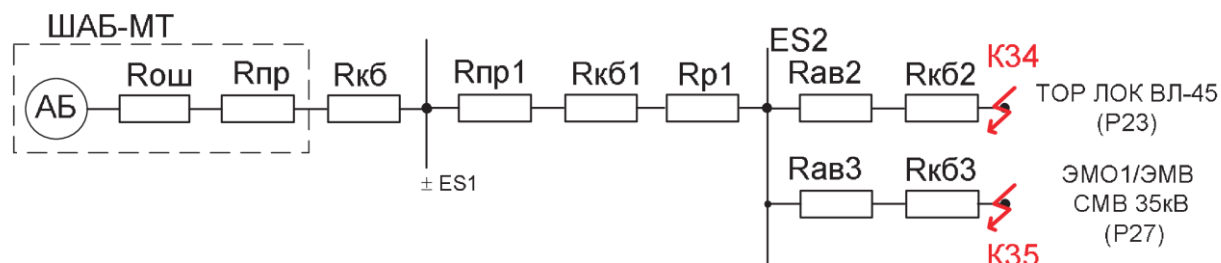 ШАБ-МТ
АБ
Rош
Rпр
Rкб
± ES1
Rпр1
Rкб1
Rр1
ES2
Rав2
Rкб2
К34
ТОР ЛОК ВЛ-45
(Р23)
Rав3
Rкб3
К35
ЭМО1/ЭМВ
СМВ 35кВ
(Р27)